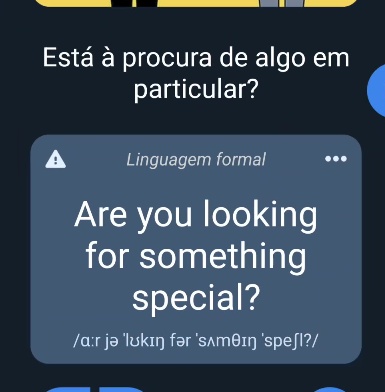 Está à procura de algo em
particular?
Linguagem formal
Are you looking
for something
special?
/ɑːr jə ˈlʊkɪŋ fər ˈsʌmθɪŋ ˈspeʃl?/